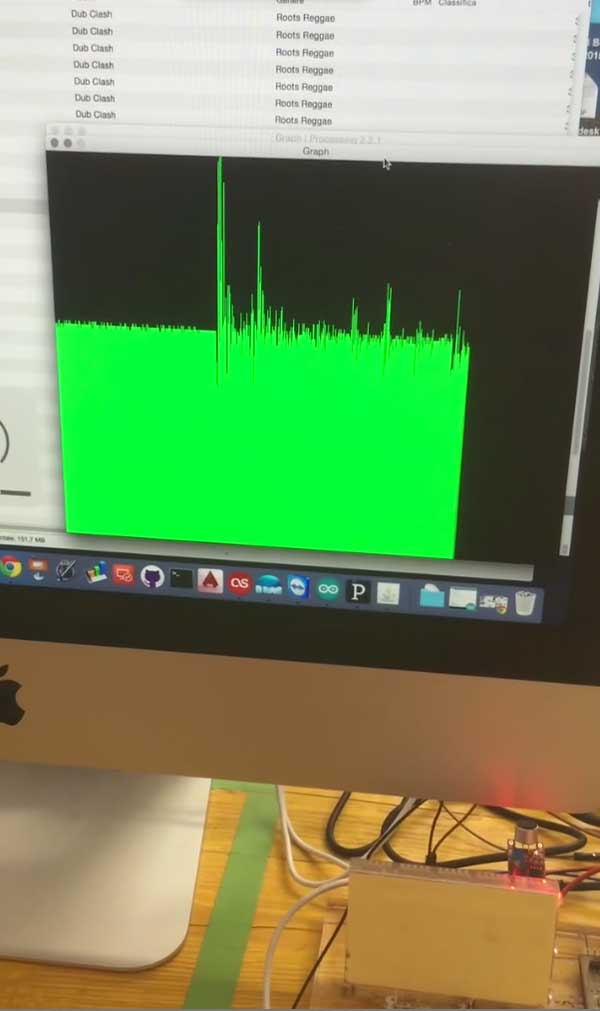 Genere BPM Classifica
Dub Clash Roots Reggae
Dub Clash Roots Reggae
Dub Clash Roots Reggae
Dub Clash Roots Reggae
Dub Clash Roots Reggae
Dub Clash Roots Reggae
Dub Clash Roots Reggae
desk
Graph | Processing 2.2.1
Graph
151,7 MB
P